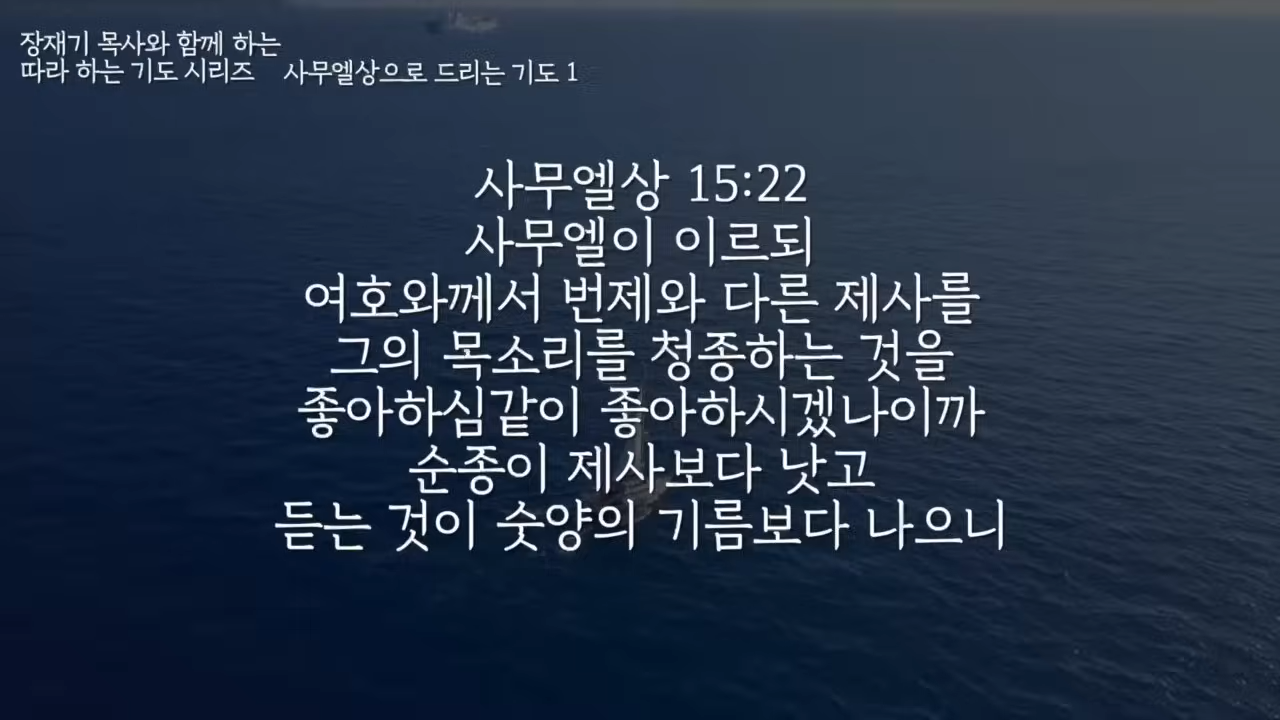 장재기 목사와 함께 하는
따라 하는 기도 시리즈 사무엘상으로 드리는 기도 1
사무엘상 15:22
사무엘이 이르되
여호와께서 번제와 다른 제사를
그의 목소리를 청종하는 것을
좋아하심같이 좋아하시겠나이까
순종이 제사보다 낫고
듣는 것이 숫양의 기름보다 나으니